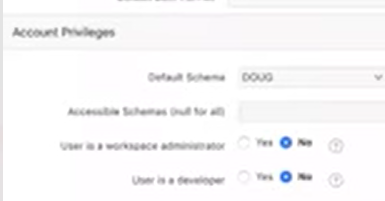 Account Privileges
Default Schema DOUG
Accessible Schemas (null for all)
User is a workspace administrator Yes No ?
User is a developer Yes No ?